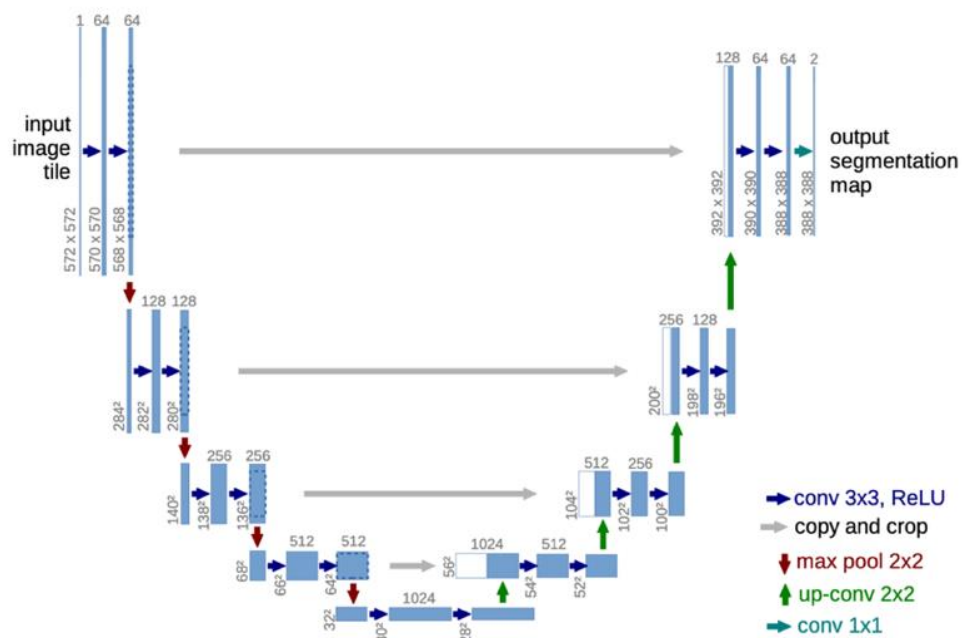 1 64 64
128 64 64 2
input
image
tile
output
segmentation
map
572 x 572
570 x 570
568 x 568
392 x 392
390 x 390
388 x 388
388 x 388
128 128
256 128
284²
282²
280²
200²
198²
196²
256 256
512 256
140²
138²
136²
104²
102²
100²
512 512
1024 512
68²
66²
64²
56²
54²
52²
1024
32²
conv 3x3, ReLU
copy and crop
max pool 2x2
up-conv 2x2
conv 1x1